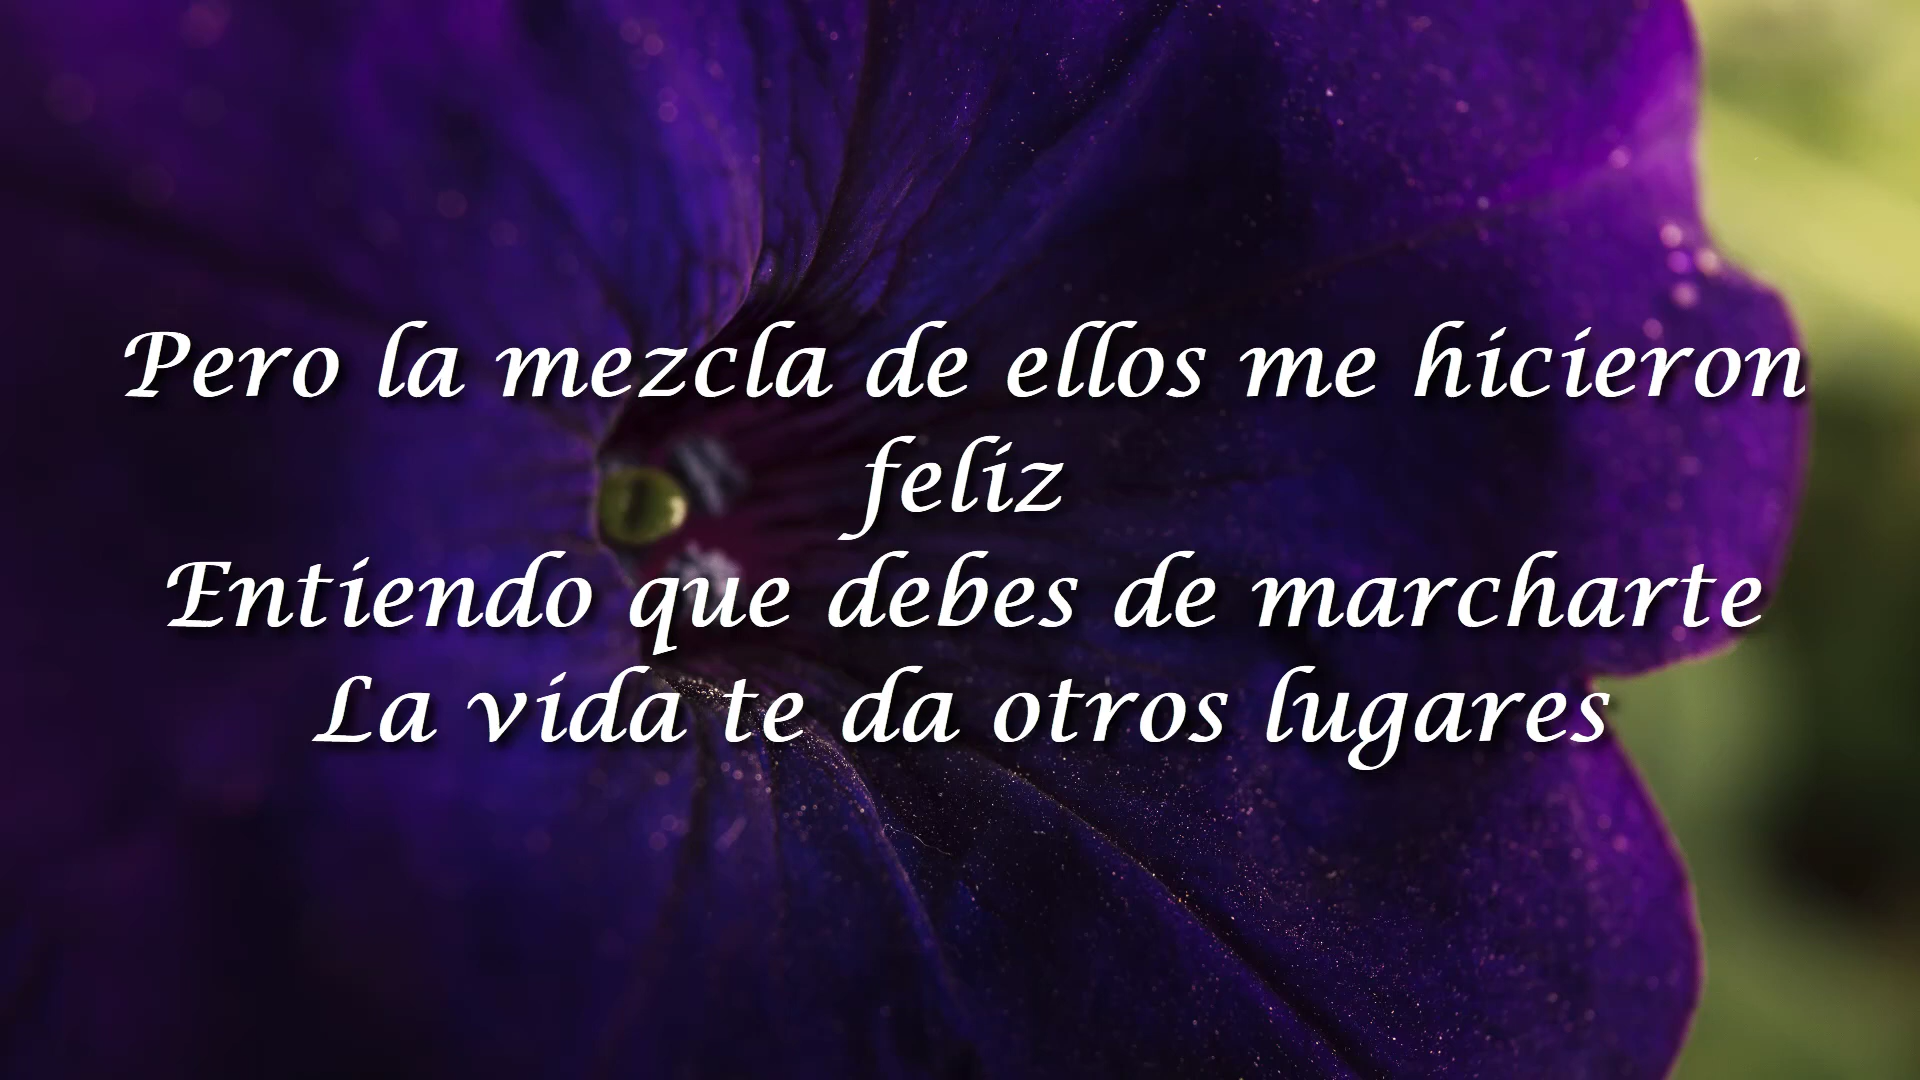 Pero la mezcla de ellos me hicieron
feliz
Entiendo que debes de marcharte
La vida te da otros lugares